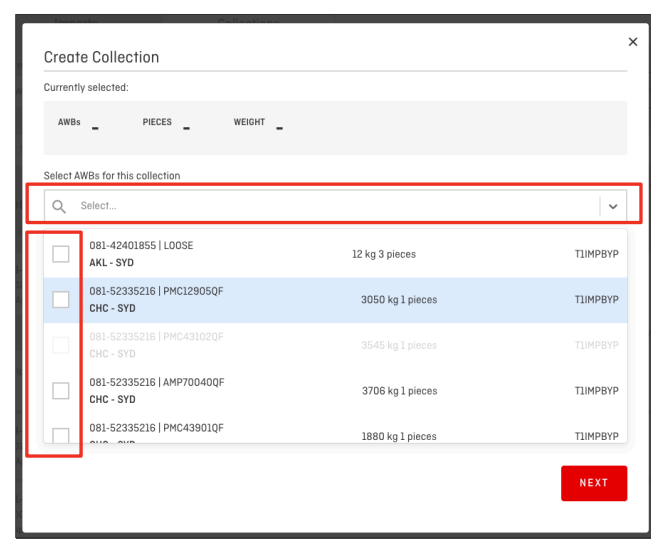 Create Collection
Currently selected:
AWBs - PIECES - WEIGHT -
Select AWBs for this collection
Select...
081-42401855 | LOOSE 12 kg 3 pieces T1IMPBYP
AKL - SYD
081-52335216 | PMC12905QF 3050 kg 1 pieces T1IMPBYP
CHC - SYD
081-52335216 | PMC43102QF 3545 kg 1 pieces T1IMPBYP
CHC - SYD
081-52335216 | AMP70040QF 3706 kg 1 pieces T1IMPBYP
CHC - SYD
081-52335216 | PMC43901QF 1880 kg 1 pieces T1IMPBYP
NEXT